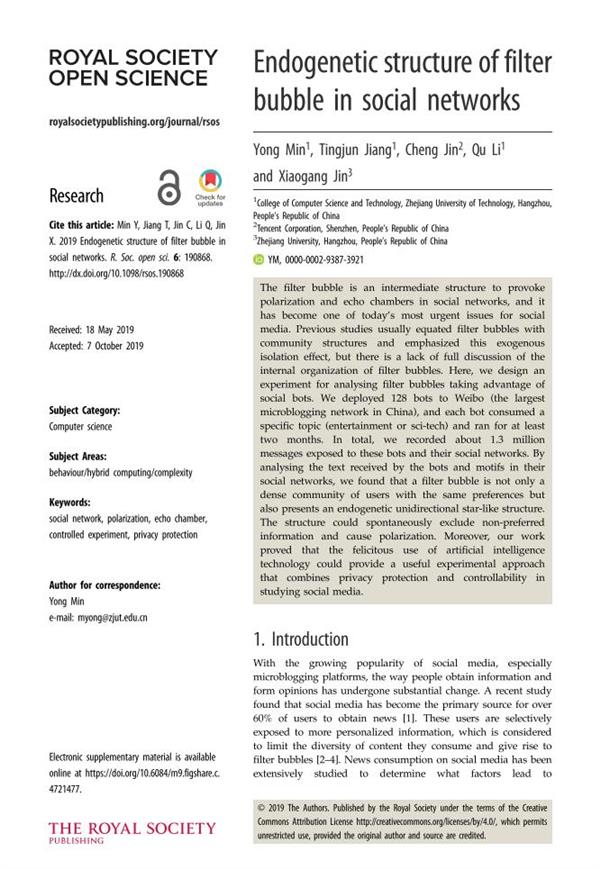 ROYAL SOCIETY
OPEN SCIENCE
royalsocietypublishing.org/journal/rsos
Research
Check for
updates
Cite this article: Min Y, Jiang T, Jin C, Li Q, Jin
X. 2019 Endogenetic structure of filter bubble in
social networks. R. Soc. open sci. 6: 190868.
http://dx.doi.org/10.1098/rsos.190868
Received: 18 May 2019
Accepted: 7 October 2019
Subject Category:
Computer science
Subject Areas:
behaviour/hybrid computing/complexity
Keywords:
social network, polarization, echo chamber,
controlled experiment, privacy protection
Author for correspondence:
Yong Min
e-mail: myong@zjut.edu.cn
Electronic supplementary material is available
online at https://doi.org/10.6084/m9.figshare.c.
4721477.
THE ROYAL SOCIETY
PUBLISHING
Endogenetic structure of filter
bubble in social networks
Yong Min1, Tingjun Jiang1, Cheng Jin2, Qu Li1
and Xiaogang Jin3
1College of Computer Science and Technology, Zhejiang University of Technology, Hangzhou,
People's Republic of China
2Tencent Corporation, Shenzhen, People's Republic of China
3Zhejiang University, Hangzhou, People's Republic of China
iD YM, 0000-0002-9387-3921
The filter bubble is an intermediate structure to provoke
polarization and echo chambers in social networks, and it
has become one of today's most urgent issues for social
media. Previous studies usually equated filter bubbles with
community structures and emphasized this exogenous
isolation effect, but there is a lack of full discussion of the
internal organization of filter bubbles. Here, we design an
experiment for analysing filter bubbles taking advantage of
social bots. We deployed 128 bots to Weibo (the largest
microblogging network in China), and each bot consumed a
specific topic (entertainment or sci-tech) and ran for at least
two months. In total, we recorded about 1.3 million
messages exposed to these bots and their social networks. By
analysing the text received by the bots and motifs in their
social networks, we found that a filter bubble is not only a
dense community of users with the same preferences but
also presents an endogenetic unidirectional star-like structure.
The structure could spontaneously exclude non-preferred
information and cause polarization. Moreover, our work
proved that the felicitous use of artificial intelligence
technology could provide a useful experimental approach
that combines privacy protection and controllability in
studying social media.
1. Introduction
With the growing popularity of social media, especially
microblogging platforms, the way people obtain information and
form opinions has undergone substantial change. A recent study
found that social media has become the primary source for over
60% of users to obtain news [1]. These users are selectively
exposed to more personalized information, which is considered
to limit the diversity of content they consume and give rise to
filter bubbles [2–4]. News consumption on social media has been
extensively studied to determine what factors lead to
© 2019 The Authors. Published by the Royal Society under the terms of the Creative
Commons Attribution License http://creativecommons.org/licenses/by/4.0/, which permits
unrestricted use, provided the original author and source are credited.